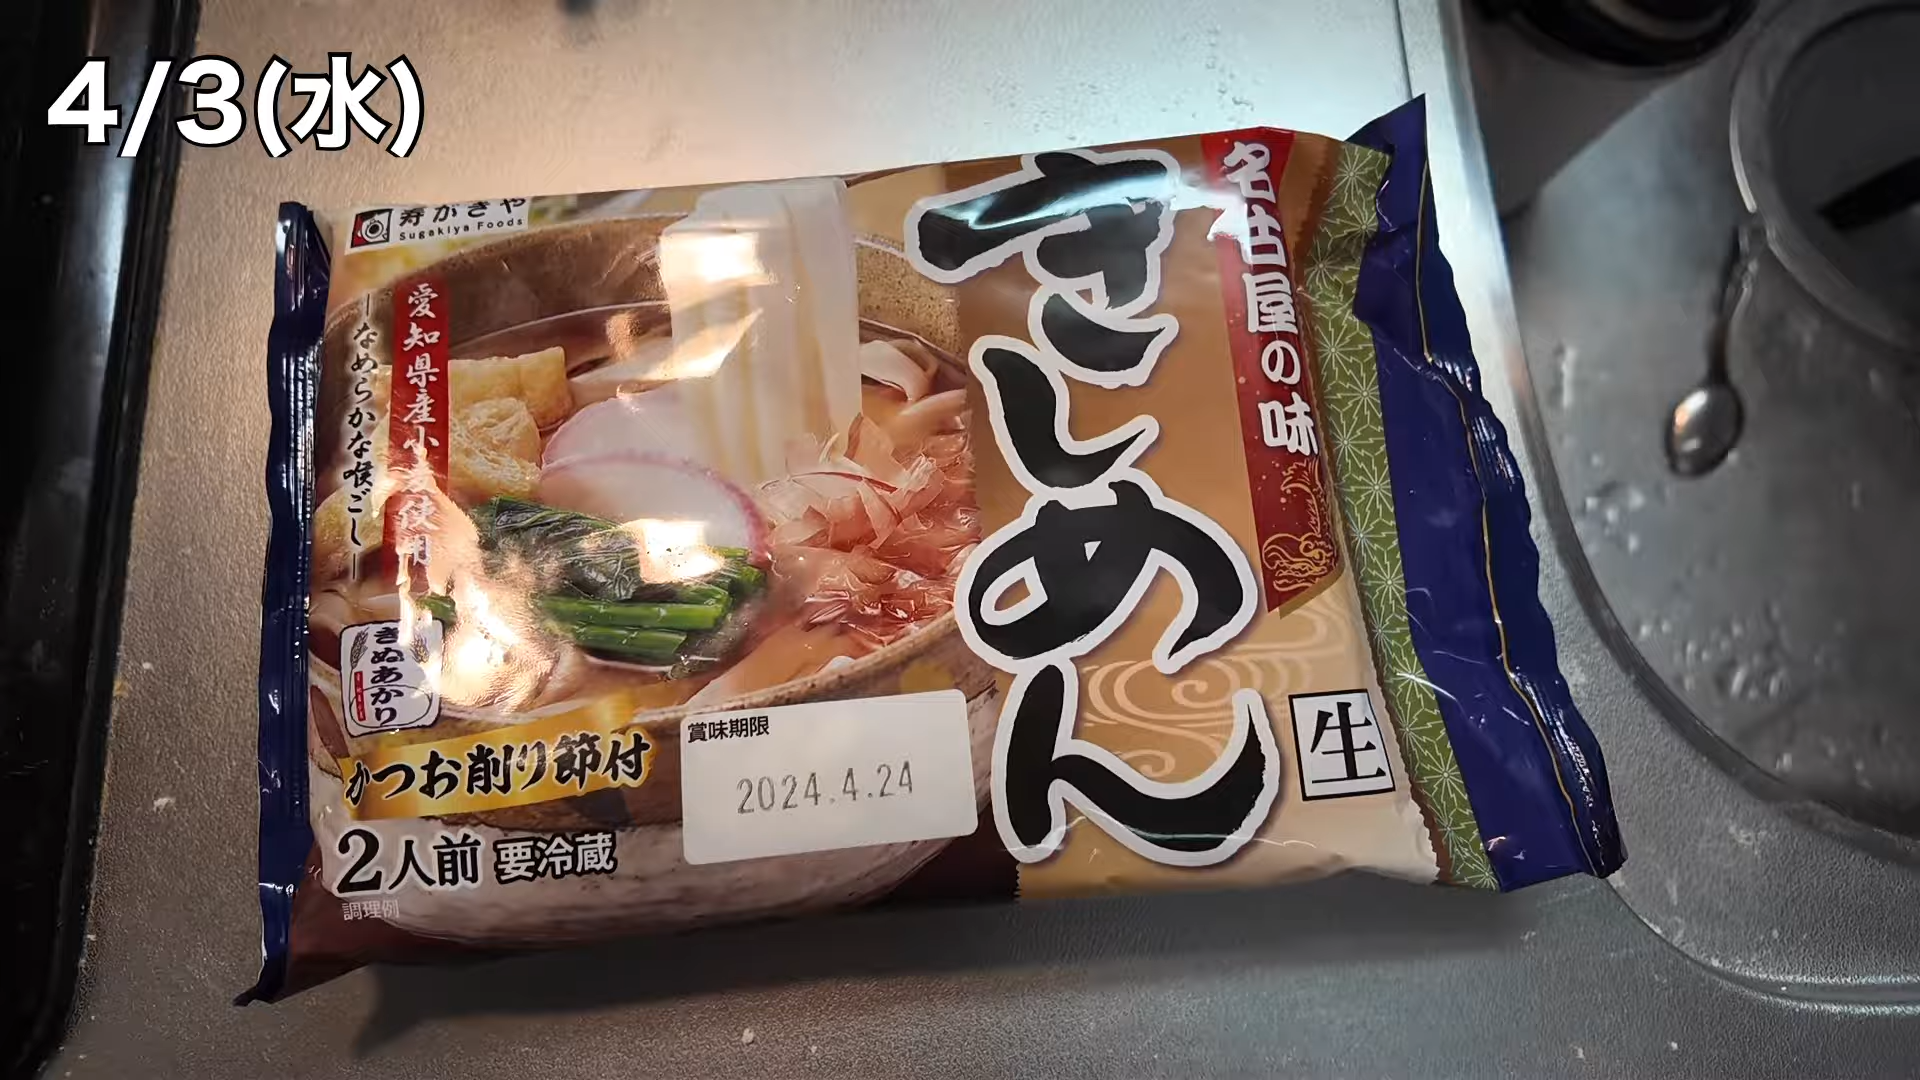 4/3(水)
寿がきや
Sugakiya Foods
名古屋の味
きしめん
生
愛知県産小麦使用
―なめらかな喉ごし―
きぬあかり
かつお削り節付
賞味期限
2024.4.24
2人前 要冷蔵
調理例